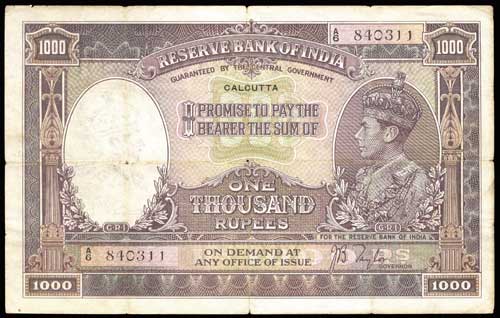 1000
A/6 840311
1000
RESERVE BANK OF INDIA
GUARANTEED BY THE CENTRAL GOVERNMENT
CALCUTTA
I PROMISE TO PAY THE
BEARER THE SUM OF
ONE
THOUSAND
RUPEES
G R I
G R I
FOR THE RESERVE BANK OF INDIA
A/6 840311
ON DEMAND AT
ANY OFFICE OF ISSUE
GOVERNOR
1000
1000